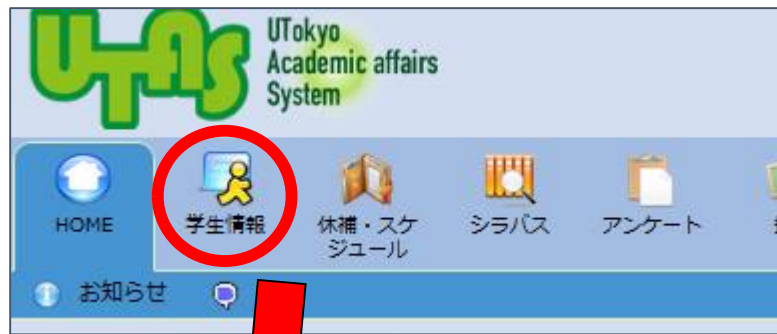 UTAS
UTokyo
Academic affairs
System
HOME
学生情報
休補・スケ
ジュール
シラバス
アンケート
お知らせ